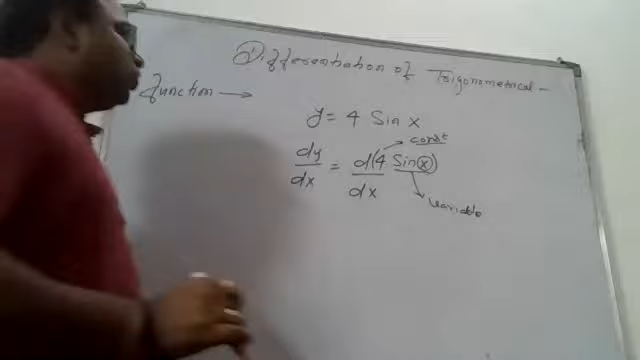 Differentiation of Trigonometrical -
function →
y = 4 Sin x
const
dy/dx = d(4 Sin x)/dx
variable